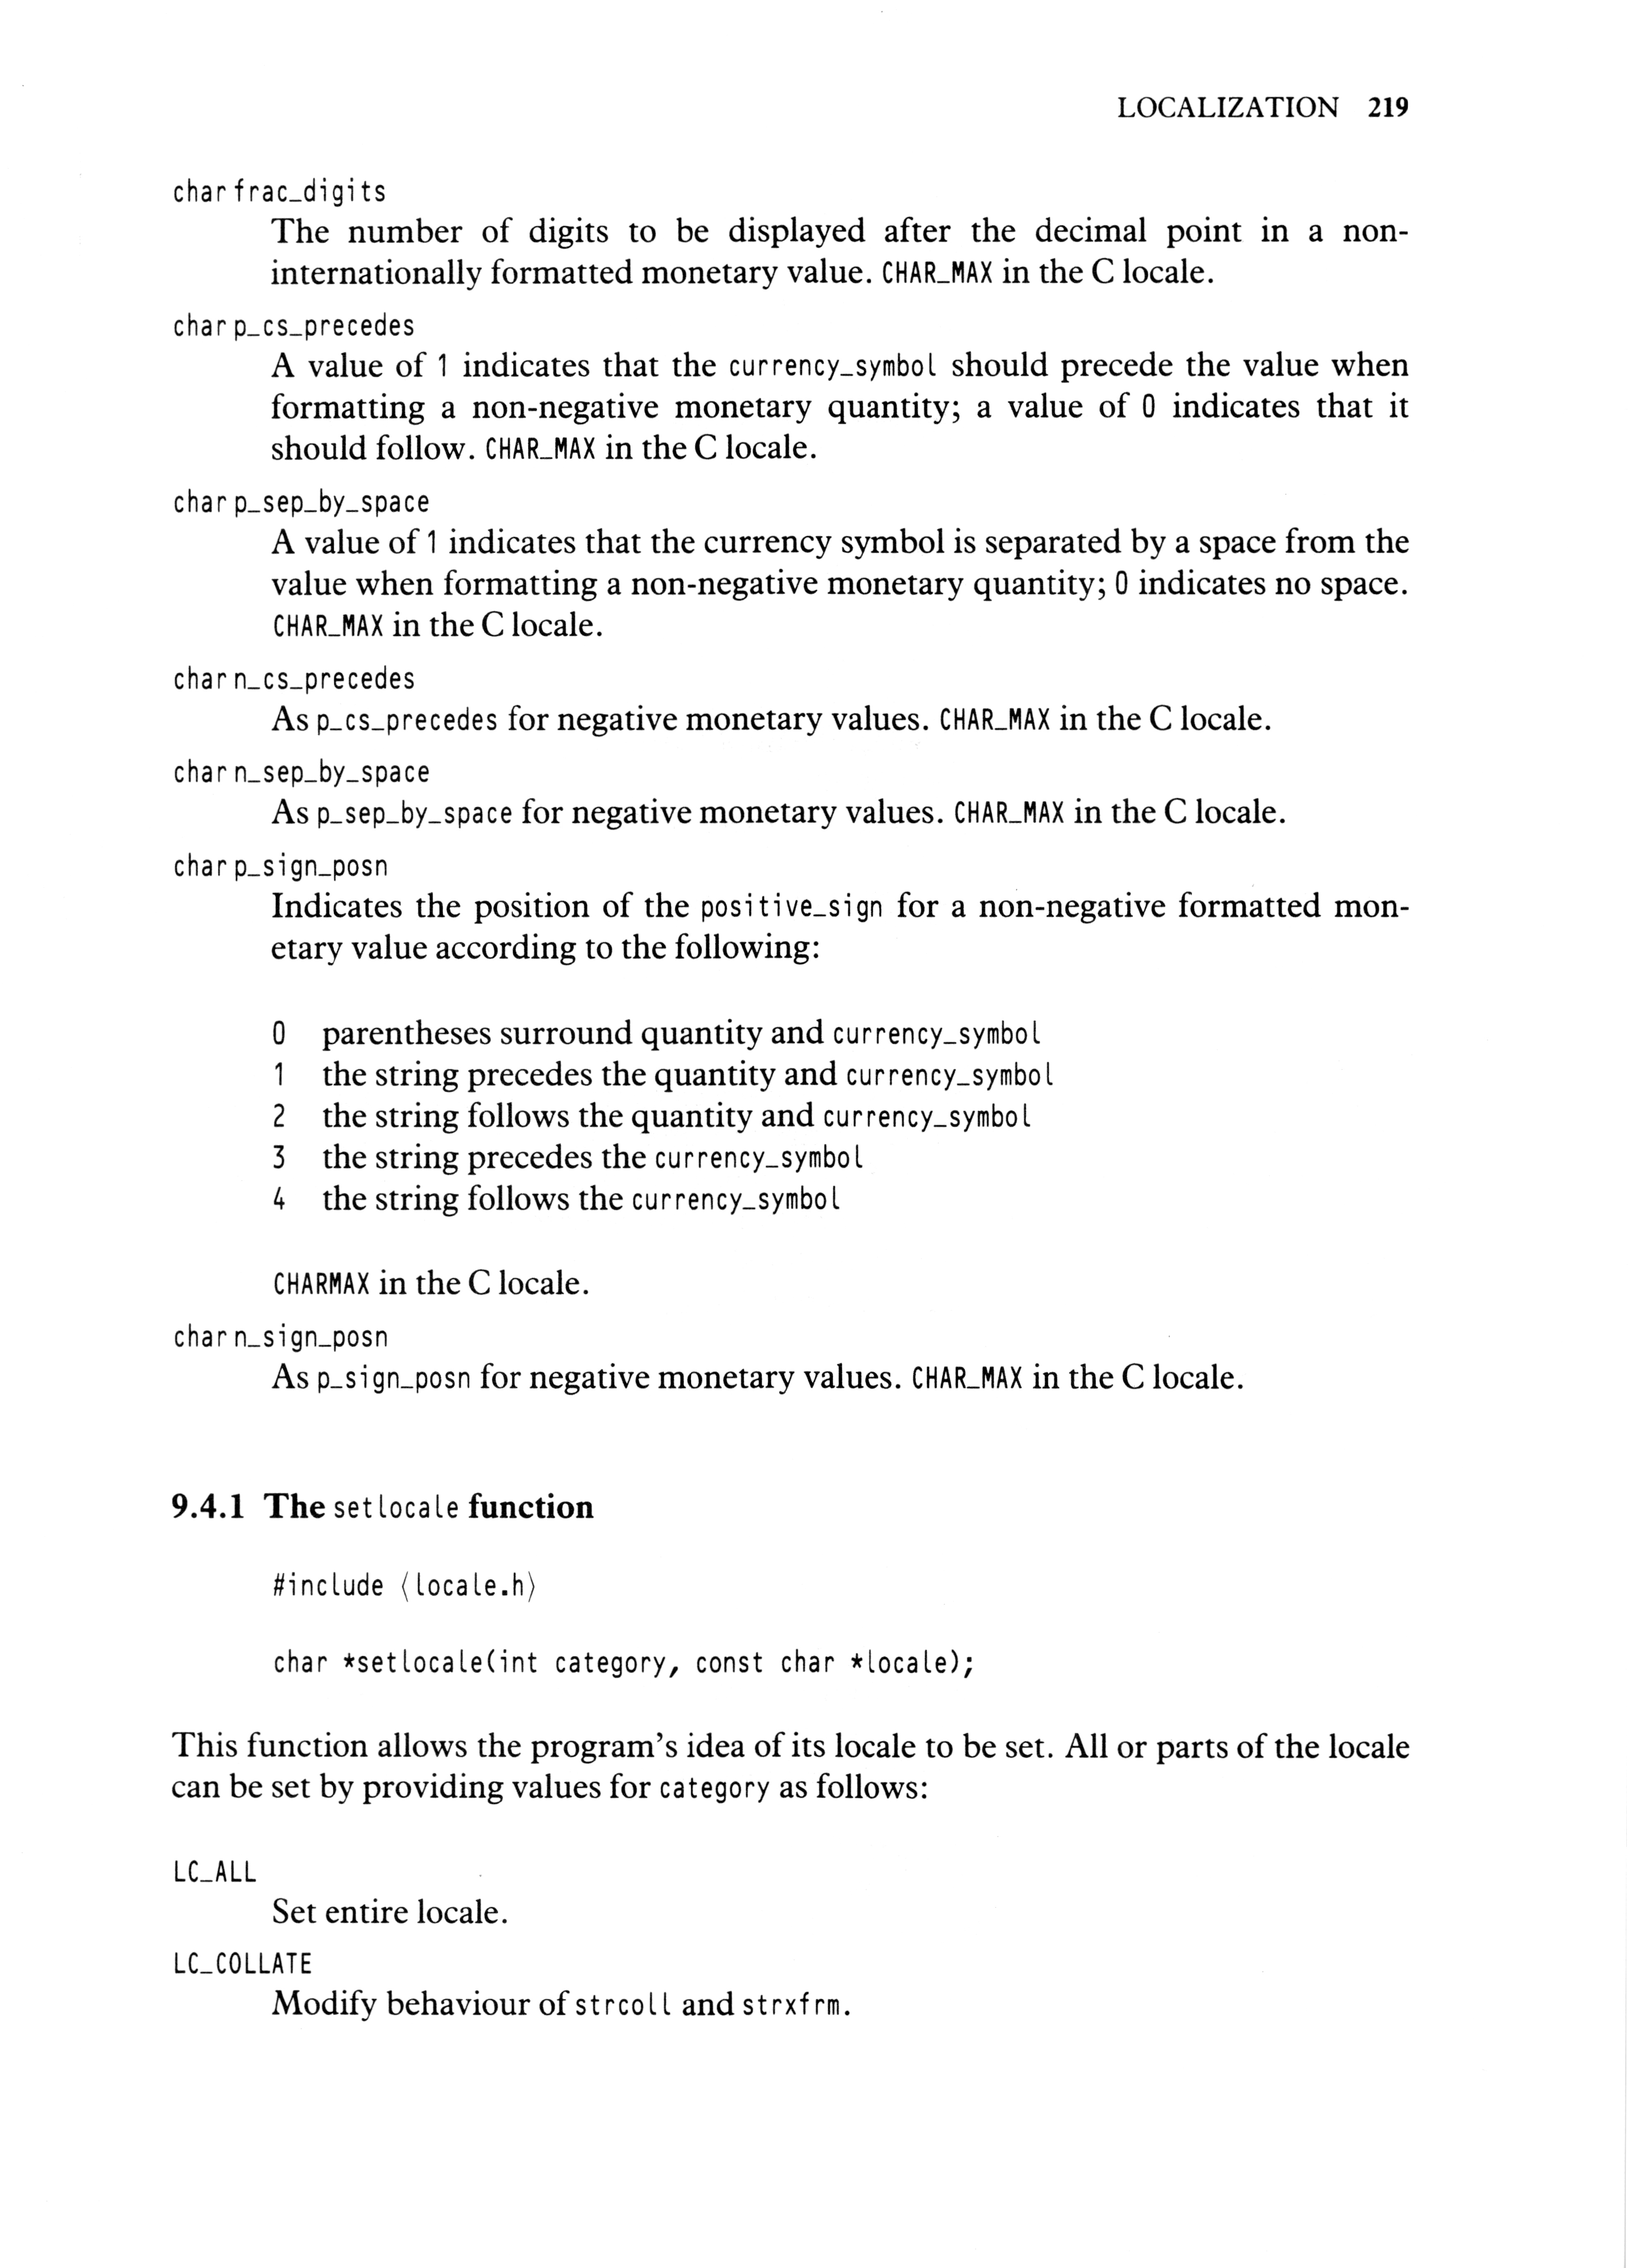 LOCALIZATION 219
char frac_digits
The number of digits to be displayed after the decimal point in a non-
internationally formatted monetary value. CHAR_MAX in the C locale.
char p_cs_precedes
A value of 1 indicates that the currency_symbol should precede the value when
formatting a non-negative monetary quantity; a value of 0 indicates that it
should follow. CHAR_MAX in the C locale.
char p_sep_by_space
A value of 1 indicates that the currency symbol is separated by a space from the
value when formatting a non-negative monetary quantity; 0 indicates no space.
CHAR_MAX in the C locale.
char n_cs_precedes
As p_cs_precedes for negative monetary values. CHAR_MAX in the C locale.
char n_sep_by_space
As p_sep_by_space for negative monetary values. CHAR_MAX in the C locale.
char p_sign_posn
Indicates the position of the positive_sign for a non-negative formatted mon-
etary value according to the following:
0 parentheses surround quantity and currency_symbol
1 the string precedes the quantity and currency_symbol
2 the string follows the quantity and currency_symbol
3 the string precedes the currency_symbol
4 the string follows the currency_symbol
CHARMAX in the C locale.
char n_sign_posn
As p_sign_posn for negative monetary values. CHAR_MAX in the C locale.
9.4.1 The setlocale function
#include ⟨locale.h⟩
char *setlocale(int category, const char *locale);
This function allows the program's idea of its locale to be set. All or parts of the locale
can be set by providing values for category as follows:
LC_ALL
Set entire locale.
LC_COLLATE
Modify behaviour of strcoll and strxfrm.